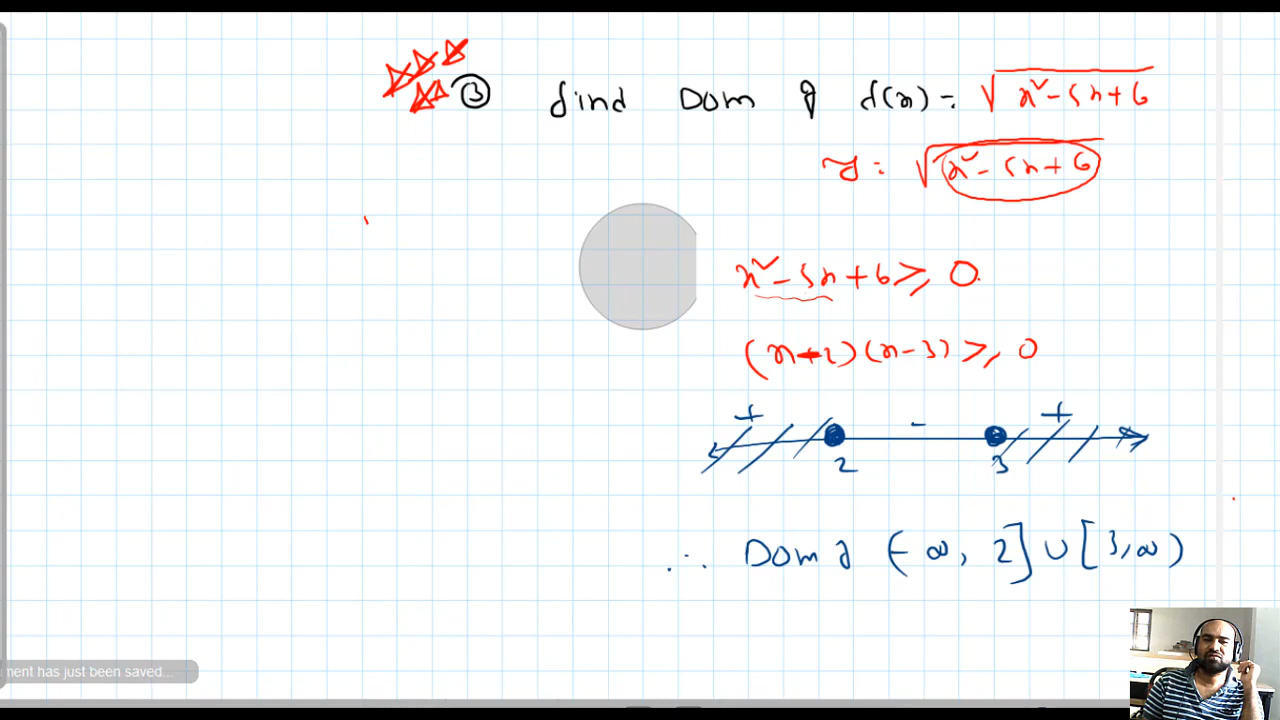 ③ find Dom of f(x) = √x²-5x+6
y = √x²-5x+6
x²-5x+6 ≥ 0.
(x-2)(x-3) ≥ 0
+ - +
2 3
∴ Dom of (-∞, 2] ∪ [3, ∞)
ment has just been saved...